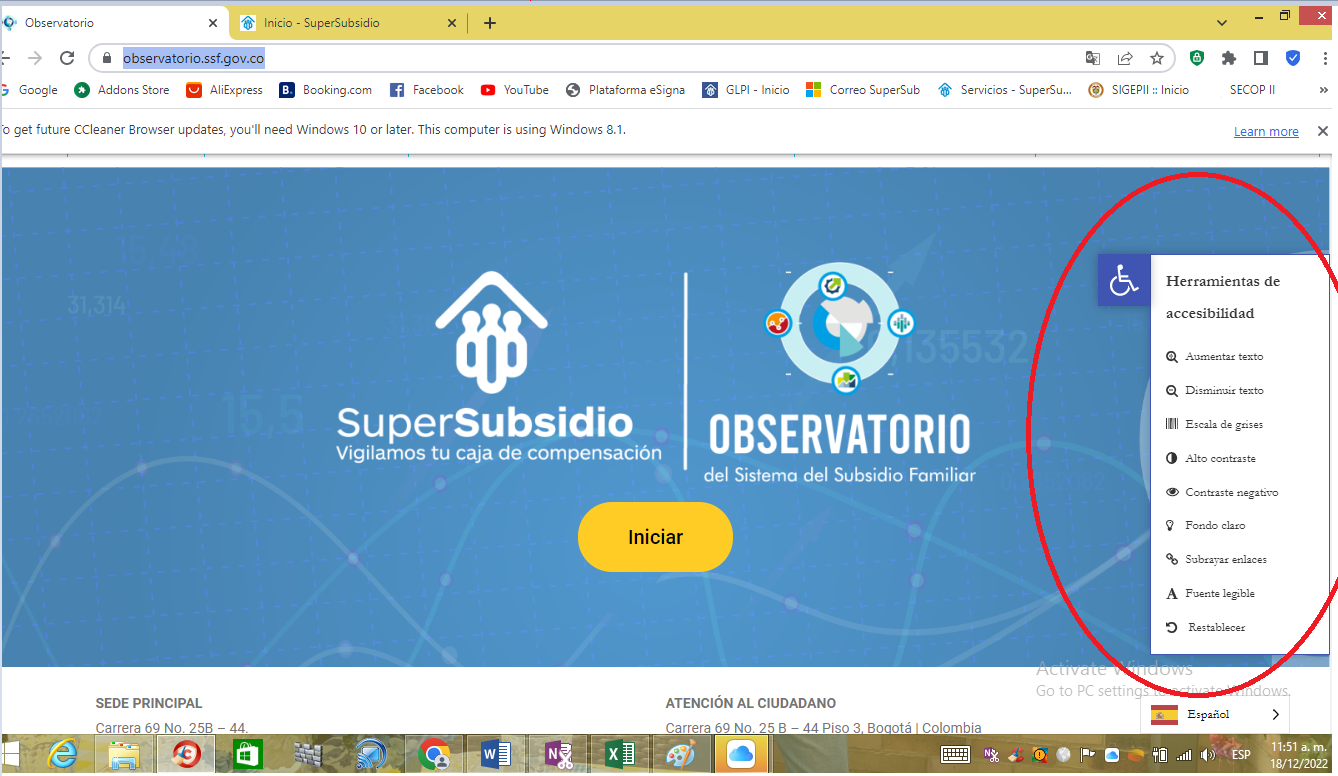 Observatorio
Inicio - SuperSubsidio
observatorio.ssf.gov.co
Google
Addons Store
AliExpress
Booking.com
Facebook
YouTube
Plataforma eSigna
GLPI - Inicio
Correo SuperSub
Servicios - SuperSu...
SIGEPII :: Inicio
SECOP II
»
To get future CCleaner Browser updates, you'll need Windows 10 or later. This computer is using Windows 8.1.
Learn more
15,48
31,314
15,5
135532
SuperSubsidio
Vigilamos tu caja de compensación
OBSERVATORIO
del Sistema del Subsidio Familiar
Iniciar
Herramientas de
accesibilidad
Aumentar texto
Disminuir texto
Escala de grises
Alto contraste
Contraste negativo
Fondo claro
Subrayar enlaces
Fuente legible
Restablecer
Activate Windows
Go to PC settings to activate Windows.
SEDE PRINCIPAL
Carrera 69 No. 25B – 44.
ATENCIÓN AL CIUDADANO
Carrera 69 No. 25 B – 44 Piso 3, Bogotá | Colombia
Español
ESP
11:51 a. m.
18/12/2022